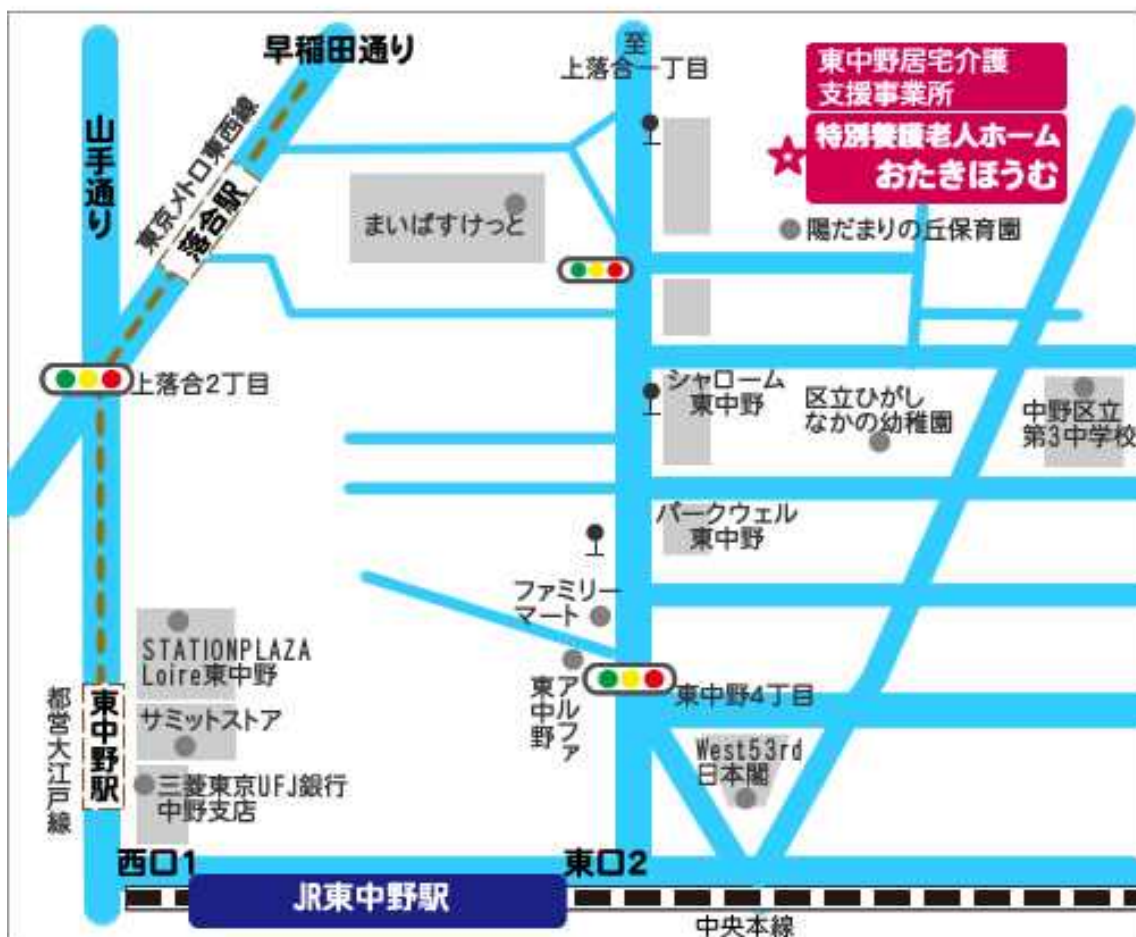 早稲田通り
至
上落合一丁目
東中野居宅介護
支援事業所
特別養護老人ホーム
おたきほうむ
山手通り
東京メトロ東西線
落合駅
まいばすけっと
陽だまりの丘保育園
上落合2丁目
シャローム
東中野
区立ひがし
なかの幼稚園
中野区立
第3中学校
パークウェル
東中野
ファミリー
マート
STATIONPLAZA
Loire東中野
アルファ
東中野
東中野4丁目
都営大江戸線
東中野駅
サミットストア
West53rd
日本閣
三菱東京UFJ銀行
中野支店
西口1
東口2
JR東中野駅
中央本線